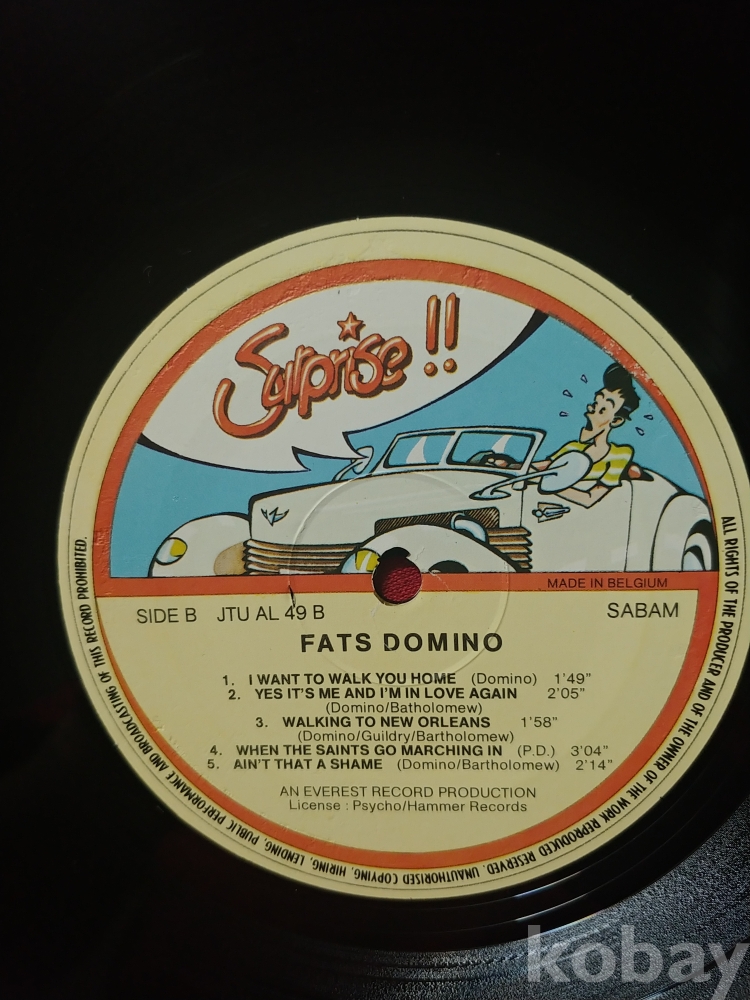 Surprise!!
MADE IN BELGIUM
SIDE B JTU AL 49 B
SABAM
FATS DOMINO
1. I WANT TO WALK YOU HOME (Domino) 1'49"
2. YES IT'S ME AND I'M IN LOVE AGAIN 2'05"
(Domino/Batholomew)
3. WALKING TO NEW ORLEANS 1'58"
(Domino/Guildry/Bartholomew)
4. WHEN THE SAINTS GO MARCHING IN (P.D.) 3'04"
5. AIN'T THAT A SHAME (Domino/Bartholomew) 2'14"
AN EVEREST RECORD PRODUCTION
License : Psycho/Hammer Records
ALL RIGHTS OF THE PRODUCER AND OF THE OWNER OF THE WORK REPRODUCED RESERVED. UNAUTHORISED COPYING, HIRING, LENDING, PUBLIC PERFORMANCE AND BROADCASTING OF THIS RECORD PROHIBITED.
kobay